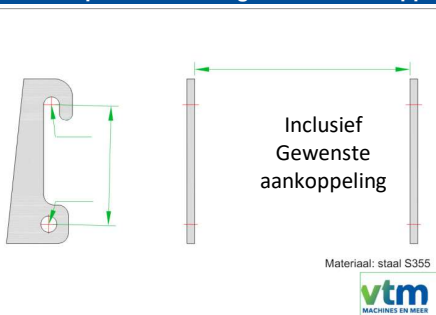 Inclusief
Gewenste
aankoppeling
Materiaal: staal S355
vtm
MACHINES EN MEER